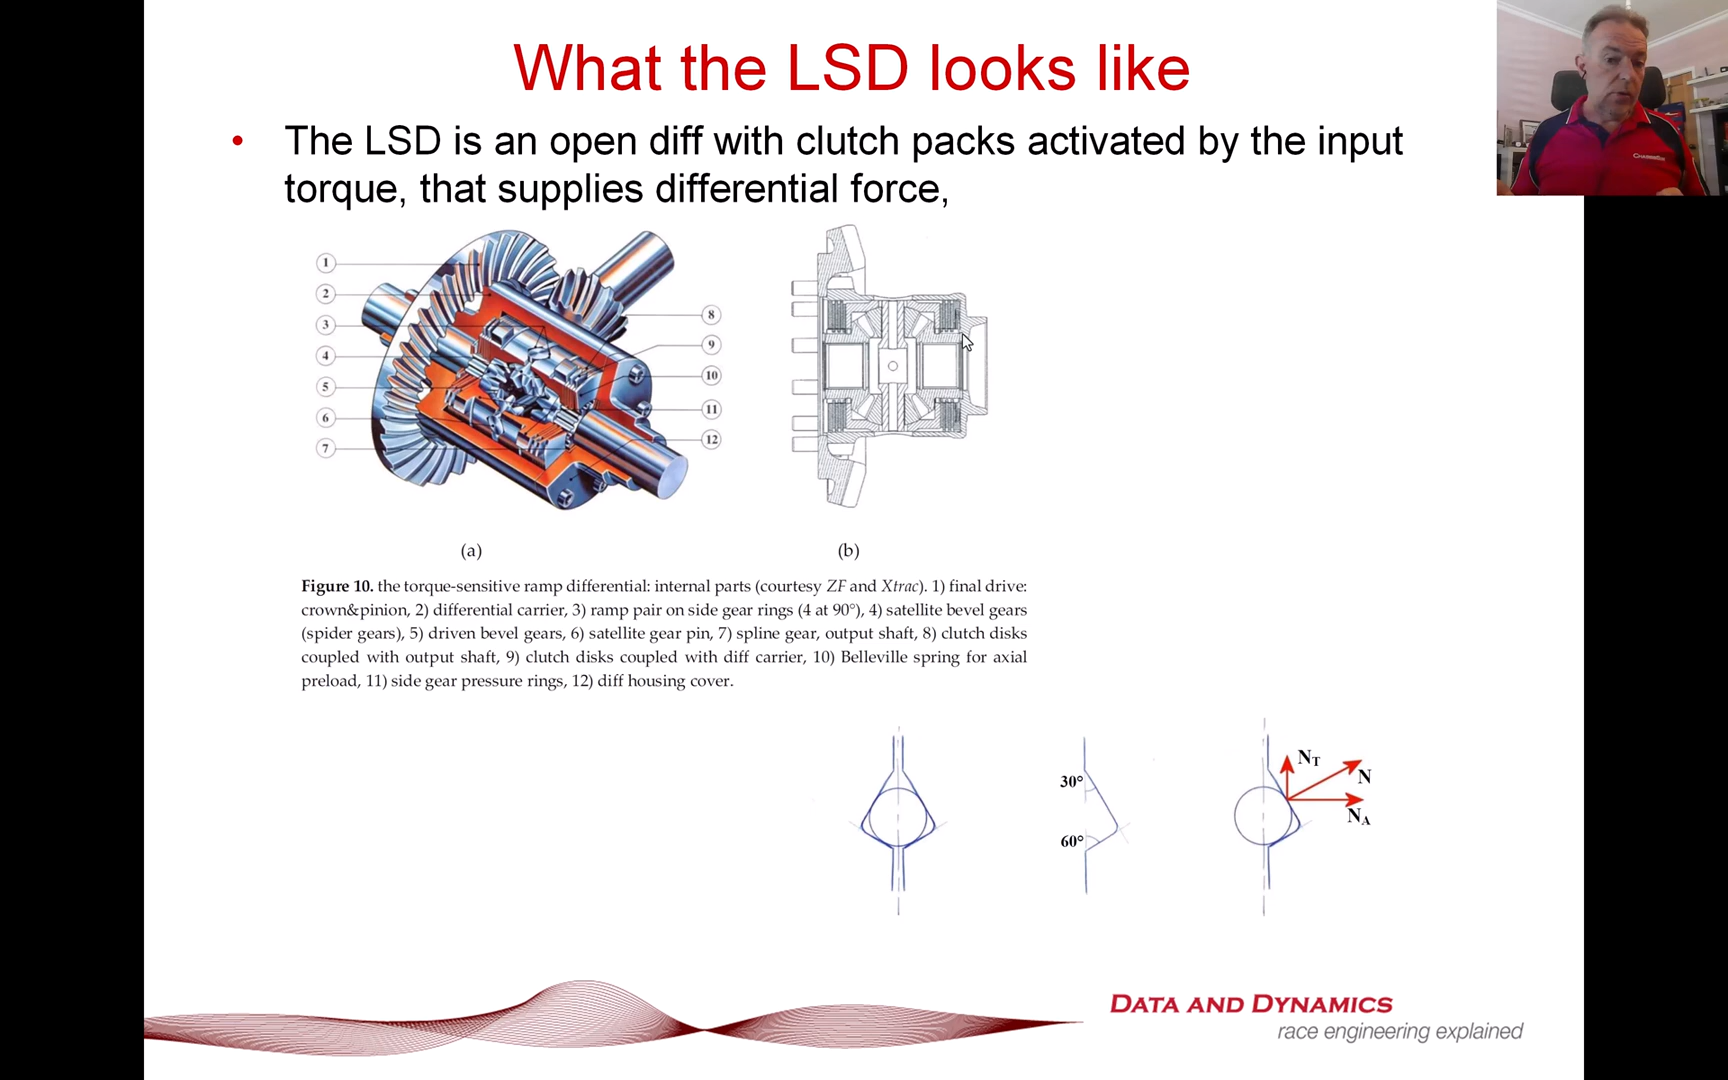 What the LSD looks like
• The LSD is an open diff with clutch packs activated by the input
torque, that supplies differential force,
1
2
3
4
5
6
7
8
9
10
11
12
(a)
(b)
Figure 10. the torque-sensitive ramp differential: internal parts (courtesy ZF and Xtrac). 1) final drive:
crown&pinion, 2) differential carrier, 3) ramp pair on side gear rings (4 at 90°), 4) satellite bevel gears
(spider gears), 5) driven bevel gears, 6) satellite gear pin, 7) spline gear, output shaft, 8) clutch disks
coupled with output shaft, 9) clutch disks coupled with diff carrier, 10) Belleville spring for axial
preload, 11) side gear pressure rings, 12) diff housing cover.
30°
60°
NT
N
NA
DATA AND DYNAMICS
race engineering explained